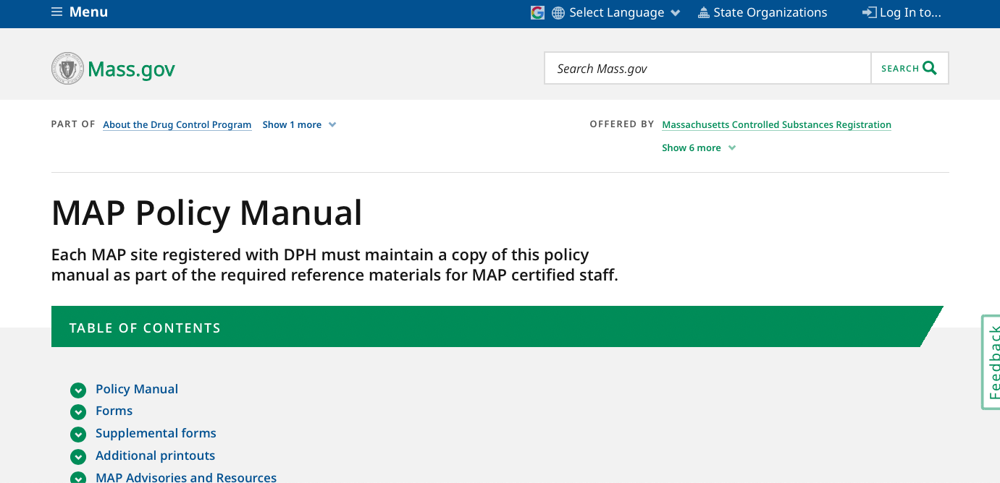 Menu
Select Language
State Organizations
Log In to...
Mass.gov
Search Mass.gov
SEARCH
PART OF About the Drug Control Program Show 1 more
OFFERED BY Massachusetts Controlled Substances Registration
Show 6 more
MAP Policy Manual
Each MAP site registered with DPH must maintain a copy of this policy
manual as part of the required reference materials for MAP certified staff.
TABLE OF CONTENTS
Feedback
Policy Manual
Forms
Supplemental forms
Additional printouts
MAP Advisories and Resources